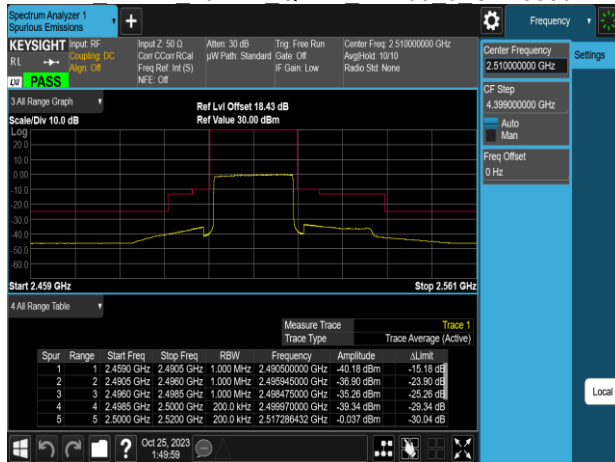 Spectrum Analyzer 1
Spurious Emissions
Frequency
KEYSIGHT
RL
LXI
PASS
Input: RF
Coupling: DC
Align: Off
Input Z: 50 Ω
Corr CCorr RCal
Freq Ref: Int (S)
NFE: Off
Atten: 30 dB
µW Path: Standard
Trig: Free Run
Gate: Off
IF Gain: Low
Center Freq: 2.510000000 GHz
Avg|Hold: 10/10
Radio Std: None
Center Frequency
2.510000000 GHz
Settings
CF Step
4.399000000 GHz
Auto
Man
Freq Offset
0 Hz
Local
3 All Range Graph
Scale/Div 10.0 dB
Ref Lvl Offset 18.43 dB
Ref Value 30.00 dBm
Log
20.0
10.0
0.00
-10.0
-20.0
-30.0
-40.0
-50.0
-60.0
Start 2.459 GHz
Stop 2.561 GHz
4 All Range Table
Measure Trace Trace 1
Trace Type Trace Average (Active)
Spur Range Start Freq Stop Freq RBW Frequency Amplitude ΔLimit
1 1 2.4590 GHz 2.4905 GHz 1.000 MHz 2.490500000 GHz -40.18 dBm -15.18 dB
2 2 2.4905 GHz 2.4960 GHz 1.000 MHz 2.495945000 GHz -36.90 dBm -23.90 dB
3 3 2.4960 GHz 2.4985 GHz 1.000 MHz 2.498475000 GHz -35.26 dBm -25.26 dB
4 4 2.4985 GHz 2.5000 GHz 200.0 kHz 2.499970000 GHz -39.34 dBm -29.34 dB
5 5 2.5000 GHz 2.5200 GHz 200.0 kHz 2.517286432 GHz -0.037 dBm -30.04 dB
Oct 25, 2023
1:49:59